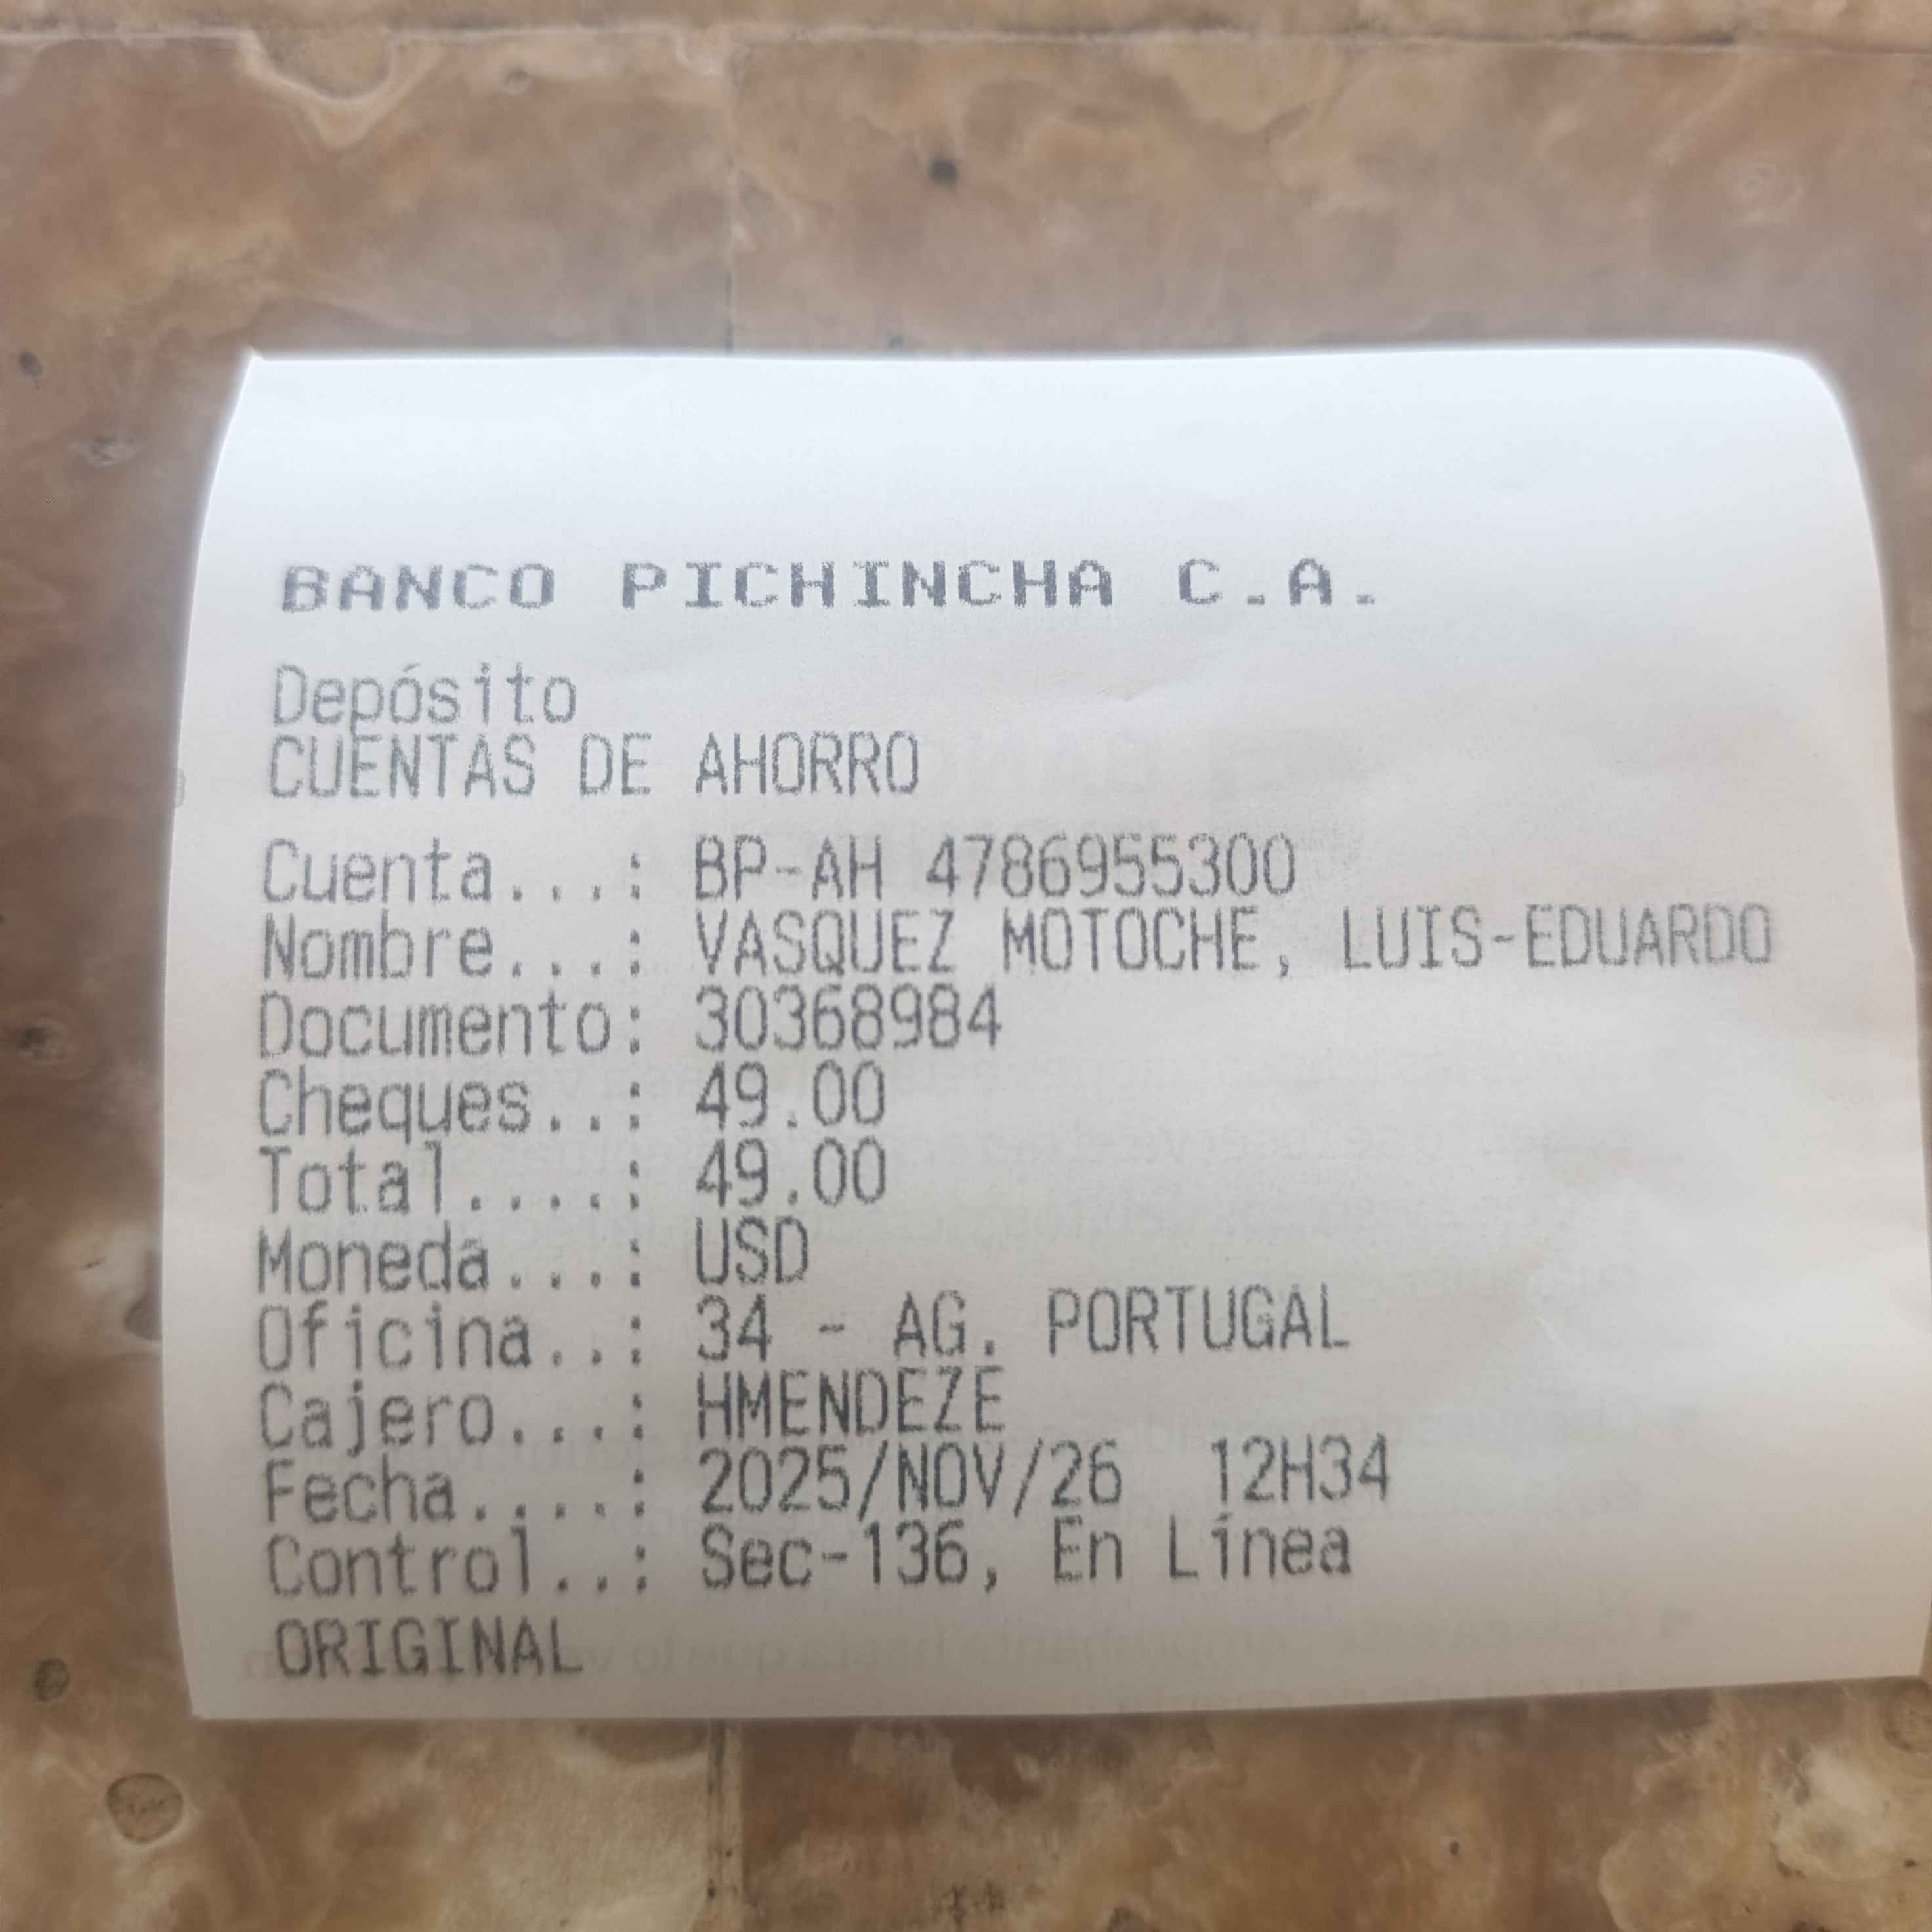 BANCO PICHINCHA C.A.
Depósito
CUENTAS DE AHORRO
Cuenta...: BP-AH 4786955300
Nombre...: VASQUEZ MOTOCHE, LUIS-EDUARDO
Documento: 30368984
Cheques..: 49.00
Total....: 49.00
Moneda...: USD
Oficina..: 34 - AG. PORTUGAL
Cajero...: HMENDEZE
Fecha....: 2025/NOV/26 12H34
Control..: Sec-136, En Línea
ORIGINAL